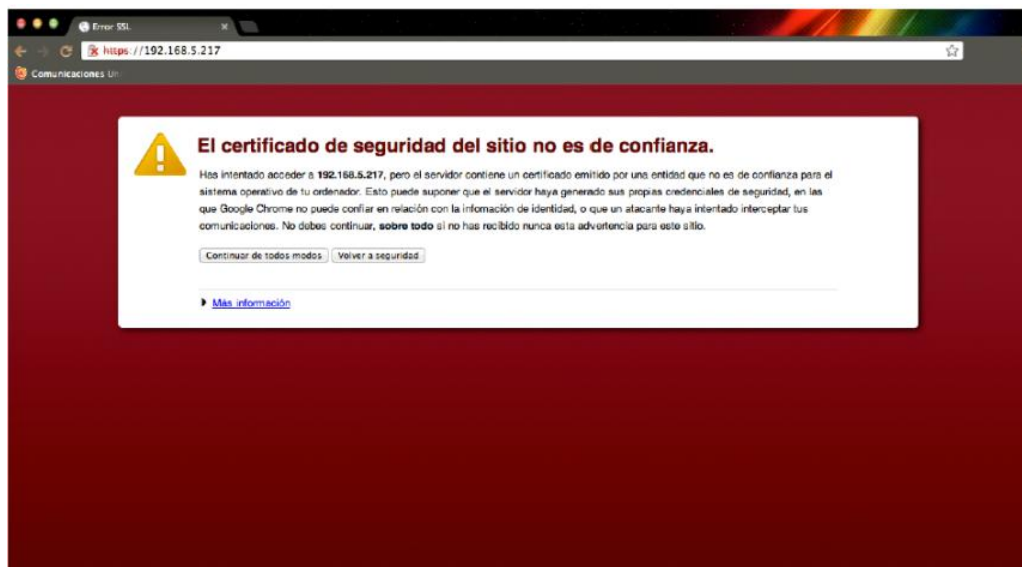 Error SSL
https://192.168.5.217
Comunicaciones Un
El certificado de seguridad del sitio no es de confianza.
Has intentado acceder a 192.168.5.217, pero el servidor contiene un certificado emitido por una entidad que no es de confianza para el
sistema operativo de tu ordenador. Esto puede suponer que el servidor haya generado sus propias credenciales de seguridad, en las
que Google Chrome no puede confiar en relación con la infomación de identidad, o que un atacante haya intentado interceptar tus
comunicaciones. No debes continuar, sobre todo si no has recibido nunca esta advertencia para este sitio.
Continuar de todos modos Volver a seguridad
Más información